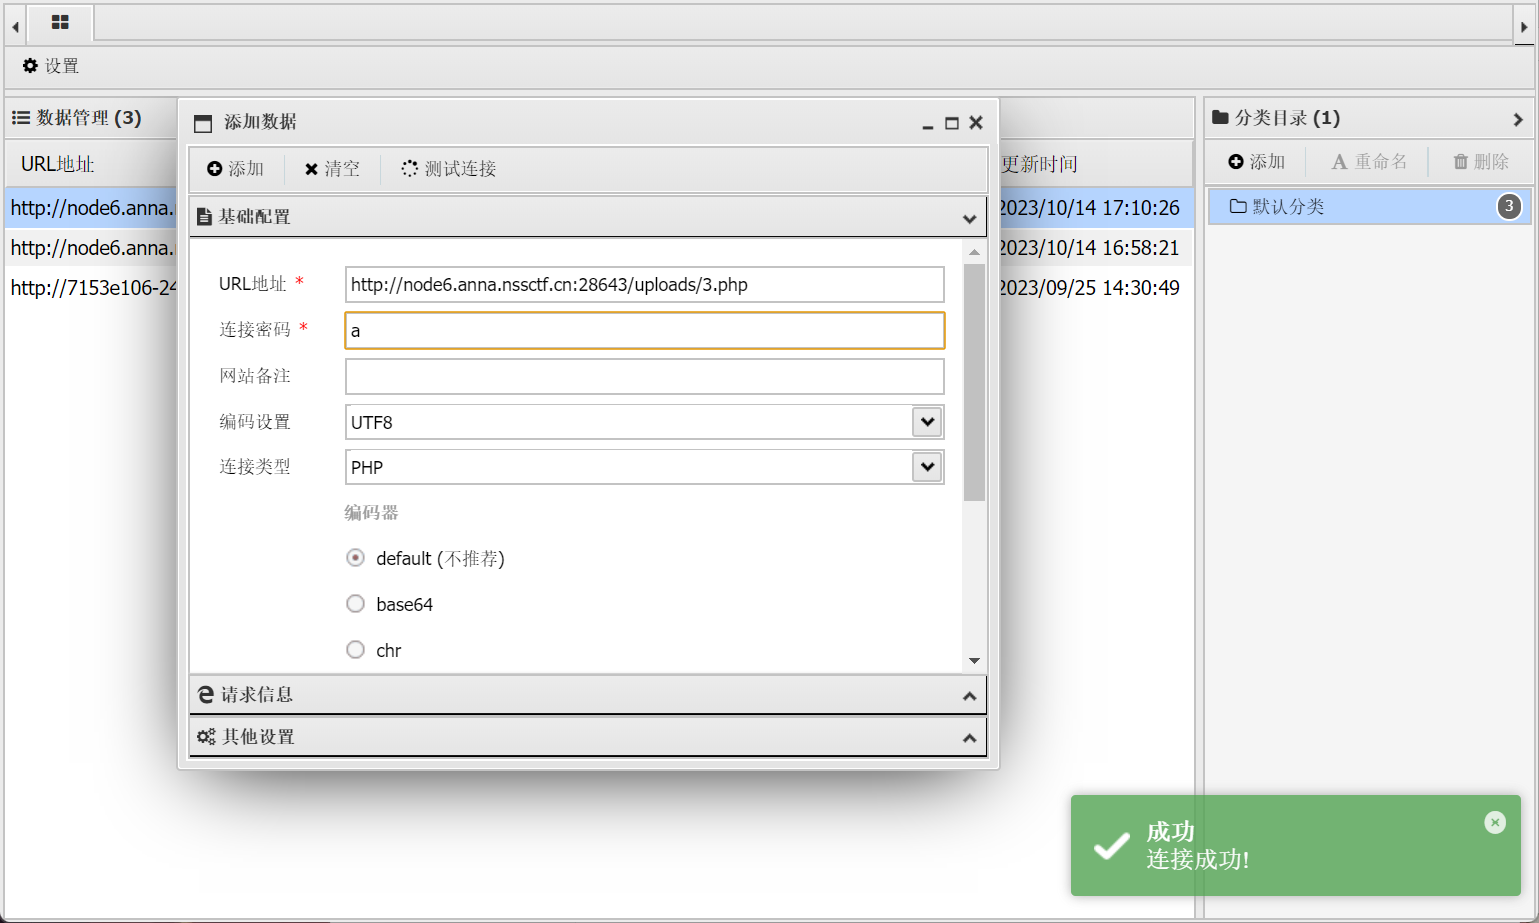 设置
数据管理 (3)
URL地址
更新时间
http://node6.anna.
2023/10/14 17:10:26
http://node6.anna.
2023/10/14 16:58:21
http://7153e106-24
2023/09/25 14:30:49
添加数据
添加
清空
测试连接
基础配置
URL地址 *
http://node6.anna.nssctf.cn:28643/uploads/3.php
连接密码 *
a
网站备注
编码设置
UTF8
连接类型
PHP
编码器
default (不推荐)
base64
chr
请求信息
其他设置
分类目录 (1)
添加
重命名
删除
默认分类
3
成功
连接成功!